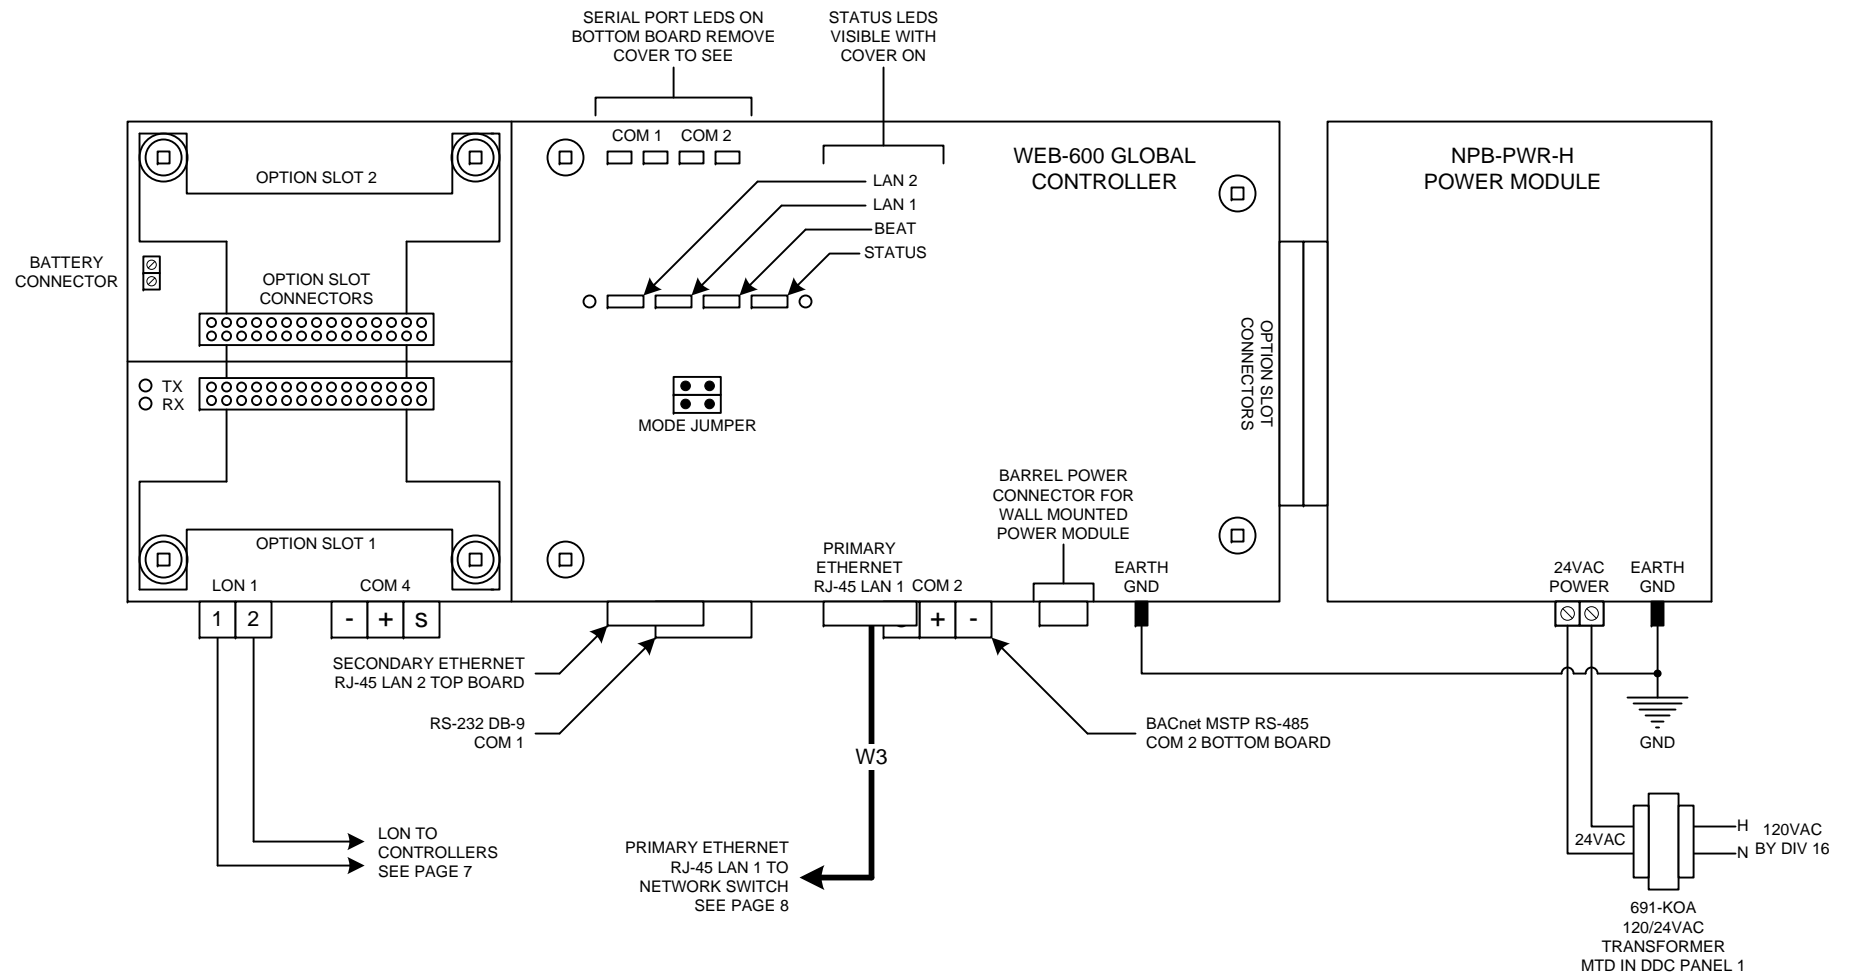 SERIAL PORT LEDS ON
BOTTOM BOARD REMOVE
COVER TO SEE
STATUS LEDS
VISIBLE WITH
COVER ON
COM 1
COM 2
OPTION SLOT 2
WEB-600 GLOBAL
CONTROLLER
NPB-PWR-H
POWER MODULE
LAN 2
LAN 1
BEAT
STATUS
BATTERY
CONNECTOR
OPTION SLOT
CONNECTORS
OPTION SLOT
CONNECTORS
TX
RX
MODE JUMPER
BARREL POWER
CONNECTOR FOR
WALL MOUNTED
POWER MODULE
OPTION SLOT 1
PRIMARY
ETHERNET
RJ-45 LAN 1
COM 2
EARTH
GND
24VAC
POWER
EARTH
GND
LON 1
COM 4
1
2
-
+
S
+
-
SECONDARY ETHERNET
RJ-45 LAN 2 TOP BOARD
RS-232 DB-9
COM 1
BACnet MSTP RS-485
COM 2 BOTTOM BOARD
W3
GND
LON TO
CONTROLLERS
SEE PAGE 7
PRIMARY ETHERNET
RJ-45 LAN 1 TO
NETWORK SWITCH
SEE PAGE 8
24VAC
H
N
120VAC
BY DIV 16
691-KOA
120/24VAC
TRANSFORMER
MTD IN DDC PANEL 1